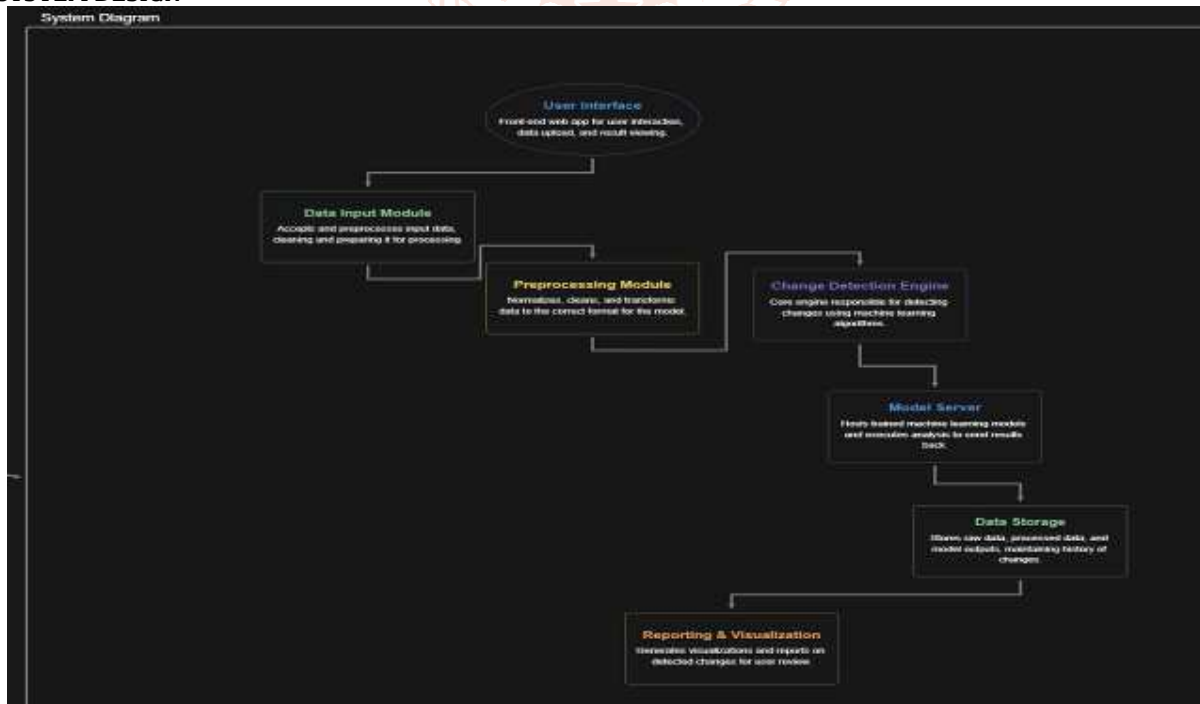 System Diagram
User Interface
Front-end web app for user interaction,
data upload, and result viewing.
Data Input Module
Accepts and preprocesses input data,
cleaning and preparing it for processing.
Preprocessing Module
Normalizes, cleans, and transforms
data to the correct format for the model.
Change Detection Engine
Core engine responsible for detecting
changes using machine learning
algorithms.
Model Server
Hosts trained machine learning models
and executes analysis to send results
back.
Data Storage
Stores raw data, processed data, and
model outputs, maintaining history of
changes.
Reporting & Visualization
Generates visualizations and reports on
detected changes for user review